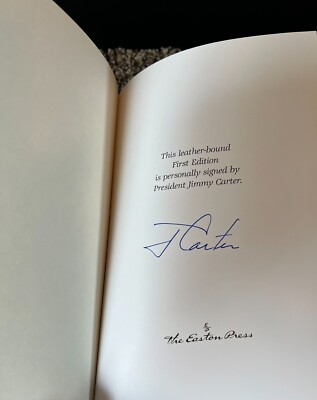 This leather-bound
First Edition
is personally signed by
President Jimmy Carter.
J Carter
The Easton Press